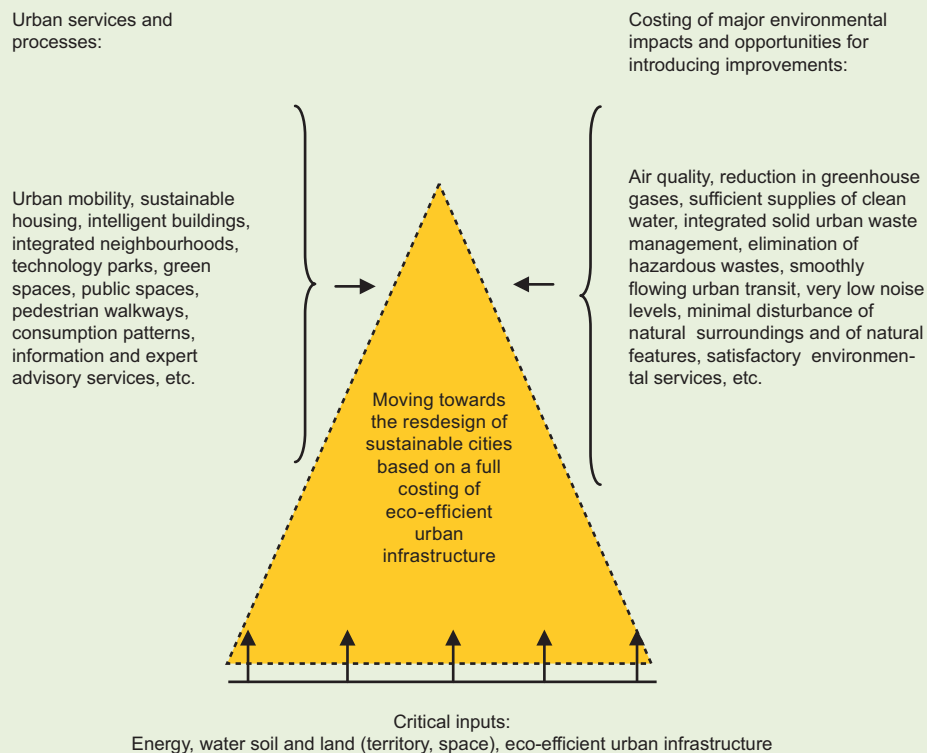 Urban services and
processes:
Urban mobility, sustainable
housing, intelligent buildings,
integrated neighbourhoods,
technology parks, green
spaces, public spaces,
pedestrian walkways,
consumption patterns,
information and expert
advisory services, etc.
Costing of major environmental
impacts and opportunities for
introducing improvements:
Air quality, reduction in greenhouse
gases, sufficient supplies of clean
water, integrated solid urban waste
management, elimination of
hazardous wastes, smoothly
flowing urban transit, very low noise
levels, minimal disturbance of
natural surroundings and of natural
features, satisfactory environmen-
tal services, etc.
Moving towards
the resdesign of
sustainable cities
based on a full
costing of
eco-efficient
urban
infrastructure
Critical inputs:
Energy, water soil and land (territory, space), eco-efficient urban infrastructure